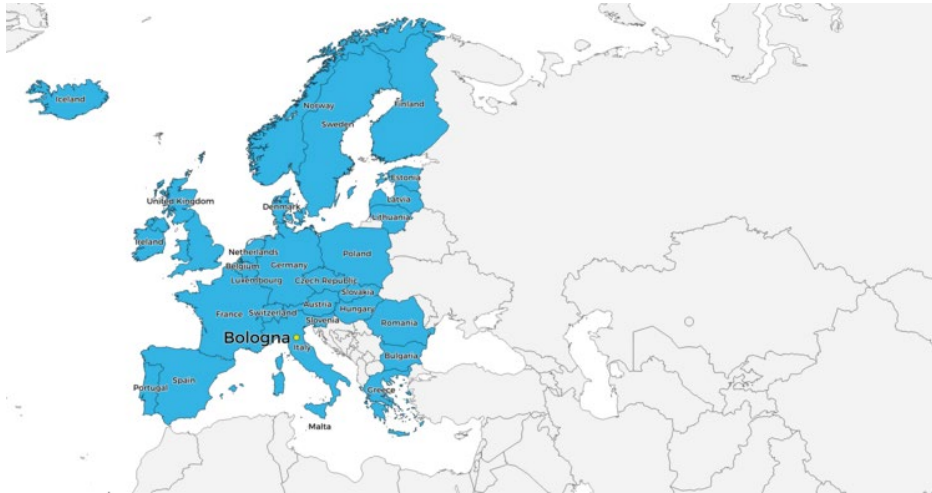 Iceland
Norway
Finland
Sweden
Estonia
Latvia
Lithuania
United Kingdom
Denmark
Ireland
Netherlands
Poland
Belgium
Germany
Luxembourg
Czech Republic
Slovakia
Austria
Hungary
France
Switzerland
Slovenia
Romania
Bologna
Italy
Bulgaria
Portugal
Spain
Greece
Malta